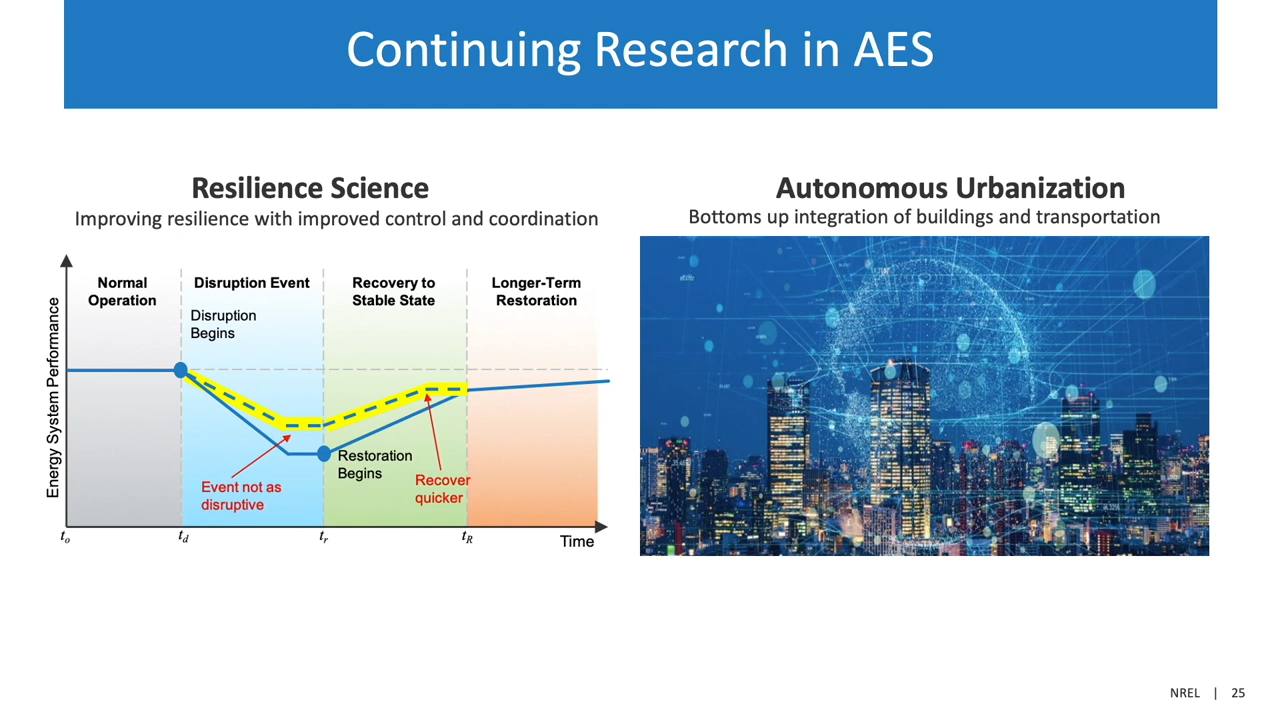 Continuing Research in AES
Resilience Science
Improving resilience with improved control and coordination
Energy System Performance
Normal
Operation
Disruption Event
Disruption
Begins
Recovery to
Stable State
Longer-Term
Restoration
Event not as
disruptive
Restoration
Begins
Recover
quicker
to
td
tr
tR
Time
Autonomous Urbanization
Bottoms up integration of buildings and transportation
NREL | 25